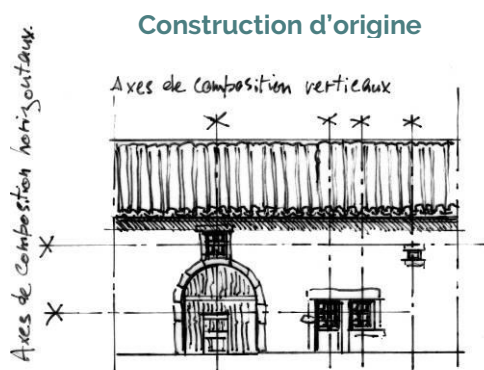 Construction d'origine
Axes de composition verticaux
Axes de composition horizontaux.